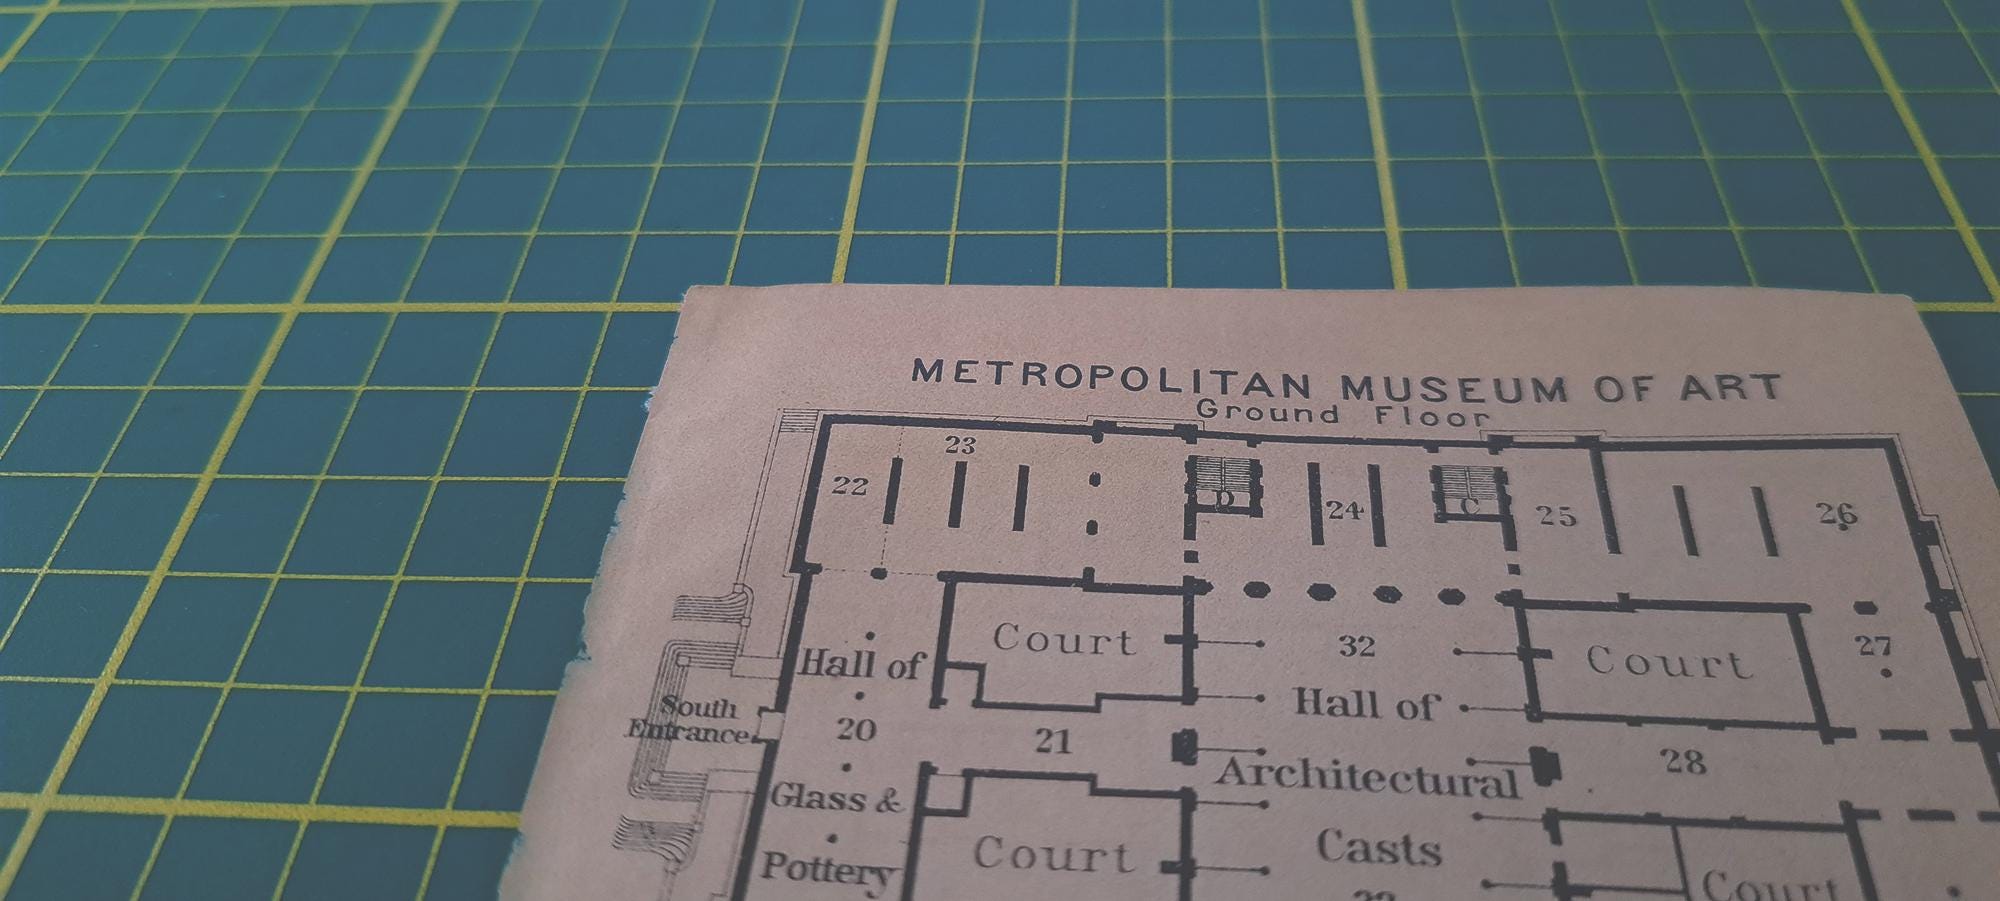 METROPOLITAN MUSEUM OF ART
Ground Floor
23
22
D
24
C
25
26
Court
32
Court
27
Hall of
Hall of
South
Entrance
20
21
Architectural
28
Glass &
Casts
Pottery
Court
Court